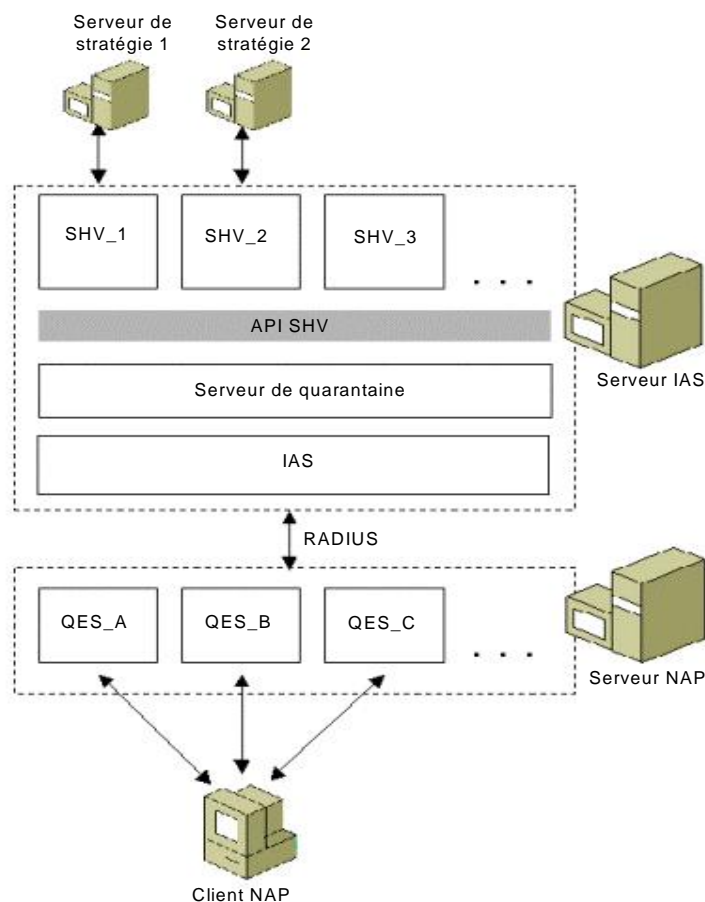 Serveur de
stratégie 1
Serveur de
stratégie 2
SHV_1
SHV_2
SHV_3
. . .
API SHV
Serveur de quarantaine
IAS
Serveur IAS
RADIUS
QES_A
QES_B
QES_C
. . .
Serveur NAP
Client NAP